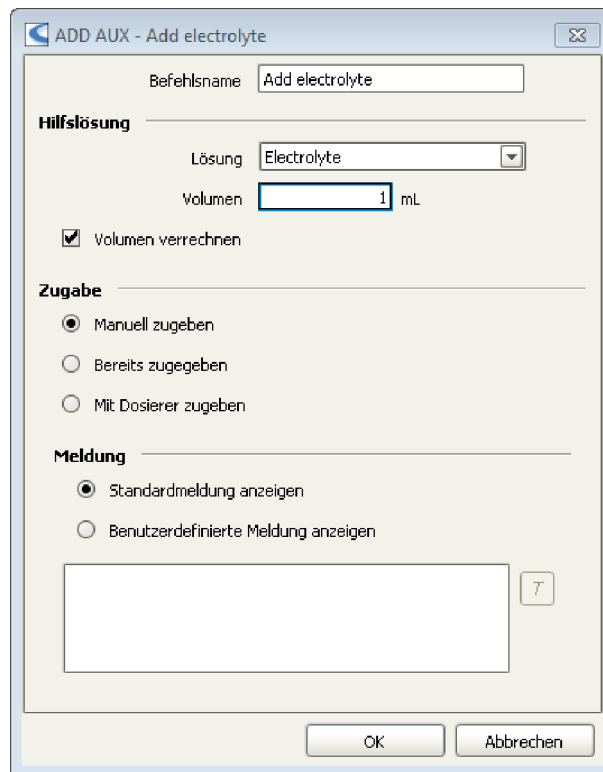 ADD AUX - Add electrolyte
Befehlsname Add electrolyte
Hilfslösung
Lösung Electrolyte
Volumen 1 mL
Volumen verrechnen
Zugabe
Manuell zugeben
Bereits zugegeben
Mit Dosierer zugeben
Meldung
Standardmeldung anzeigen
Benutzerdefinierte Meldung anzeigen
T
OK Abbrechen